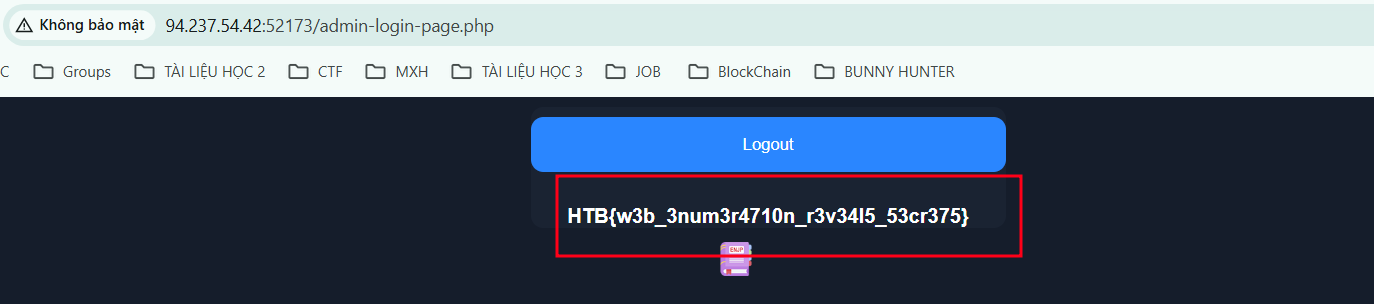 Không bảo mật 94.237.54.42:52173/admin-login-page.php
C Groups TÀI LIỆU HỌC 2 CTF MXH TÀI LIỆU HỌC 3 JOB BlockChain BUNNY HUNTER
Logout
HTB{w3b_3num3r4710n_r3v34l5_53cr375}